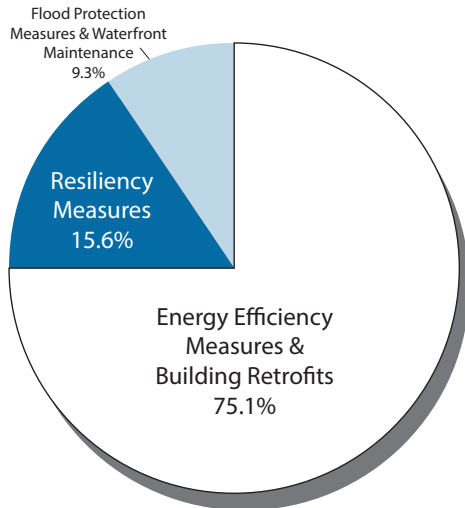 Flood Protection
Measures & Waterfront
Maintenance
9.3%
Resiliency
Measures
15.6%
Energy Efficiency
Measures &
Building Retrofits
75.1%